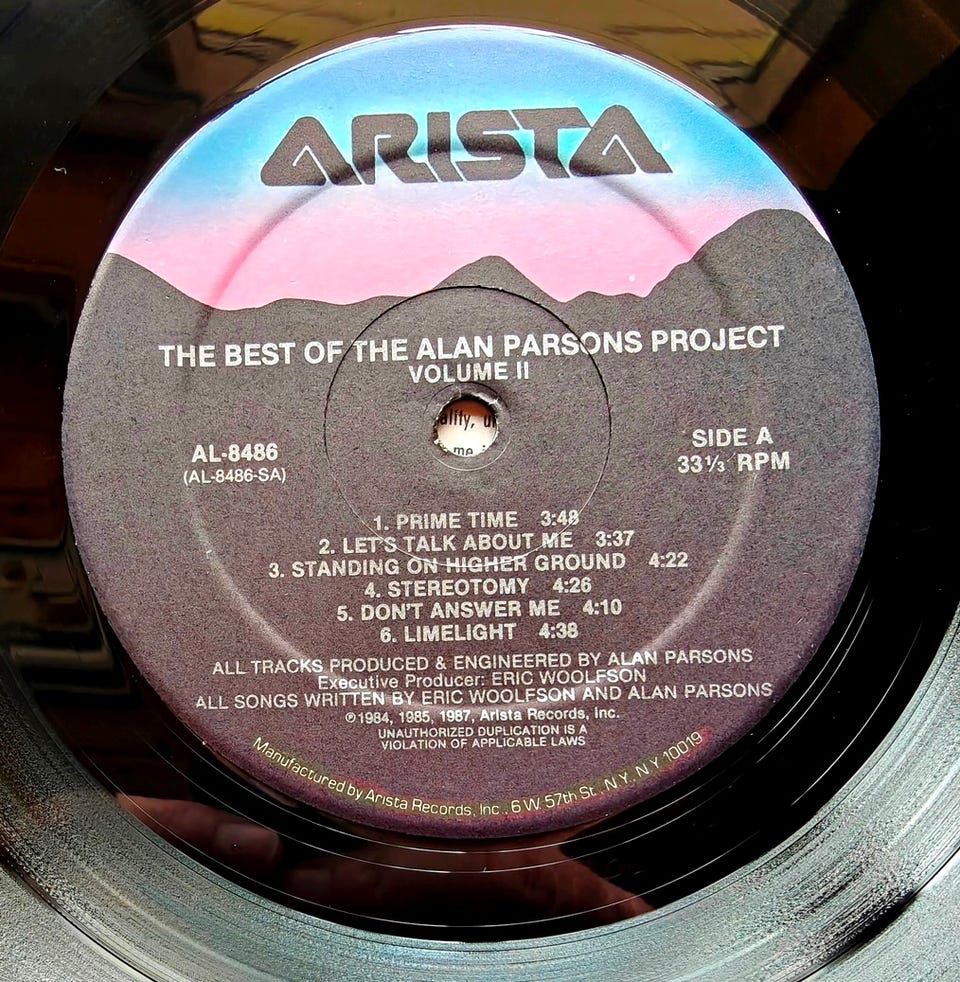 ARISTA
THE BEST OF THE ALAN PARSONS PROJECT
VOLUME II
AL-8486
(AL-8486-SA)
SIDE A
33 1/3 RPM
1. PRIME TIME 3:48
2. LET'S TALK ABOUT ME 3:37
3. STANDING ON HIGHER GROUND 4:22
4. STEREOTOMY 4:26
5. DON'T ANSWER ME 4:10
6. LIMELIGHT 4:38
ALL TRACKS PRODUCED & ENGINEERED BY ALAN PARSONS
Executive Producer: ERIC WOOLFSON
ALL SONGS WRITTEN BY ERIC WOOLFSON AND ALAN PARSONS
℗1984, 1985, 1987, Arista Records, Inc.
UNAUTHORIZED DUPLICATION IS A
VIOLATION OF APPLICABLE LAWS
Manufactured by Arista Records, Inc., 6 W. 57th St., N.Y. N Y 10019